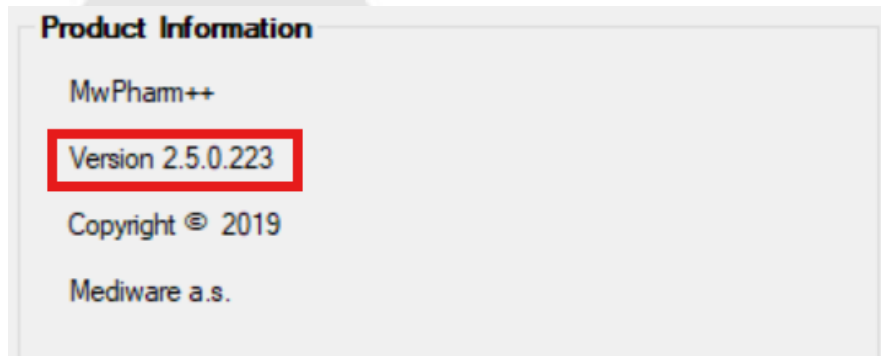 Product Information
MwPharm++
Version 2.5.0.223
Copyright © 2019
Mediware a.s.